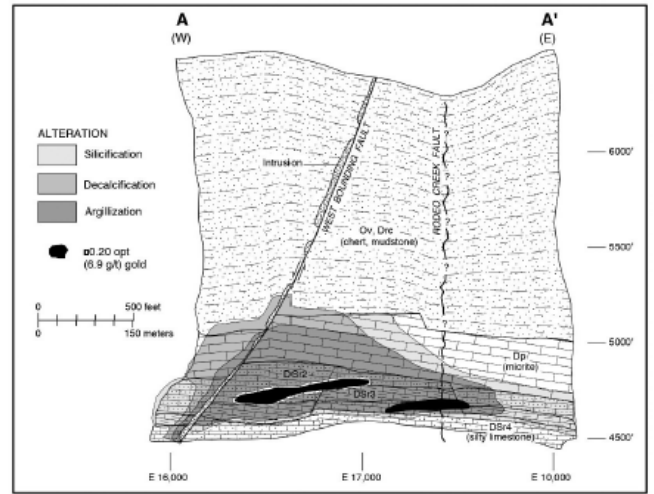 A
(W)
A'
(E)
ALTERATION
Silicification
Decalcification
Argillization
¤0.20 opt
(6.9 g/t) gold
0
500 feet
0
150 meters
Intrusion
WEST BOUNDING FAULT
RODEO CREEK FAULT
?
?
?
?
?
Ov, Drc
(chert, mudstone)
Dp
(micrite)
DSr2
DSr3
DSr4
(silty limestone)
6000'
5500'
5000'
4500'
E 16,000
E 17,000
E 10,000